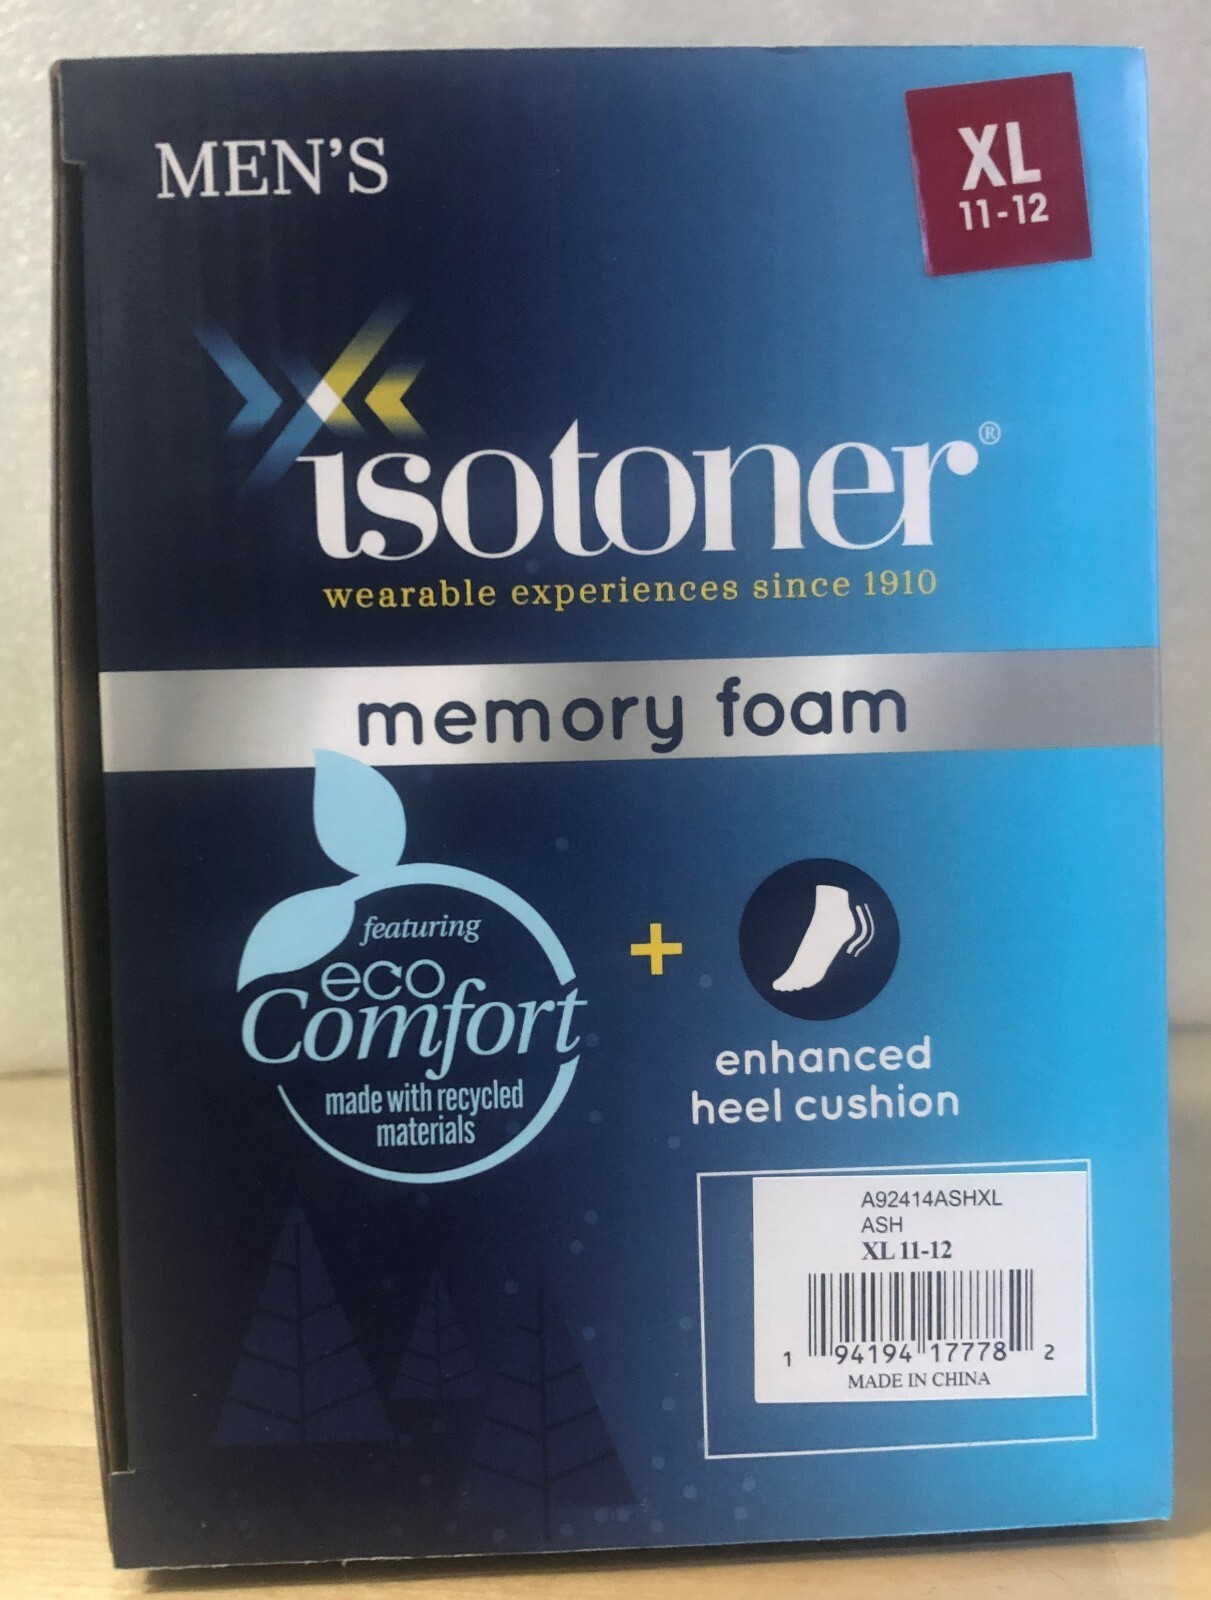 MEN'S
XL
11-12
isotoner®
wearable experiences since 1910
memory foam
featuring
eco
Comfort
made with recycled
materials
+
enhanced
heel cushion
A92414ASHXL
ASH
XL 11-12
1 94194 17778 2
MADE IN CHINA